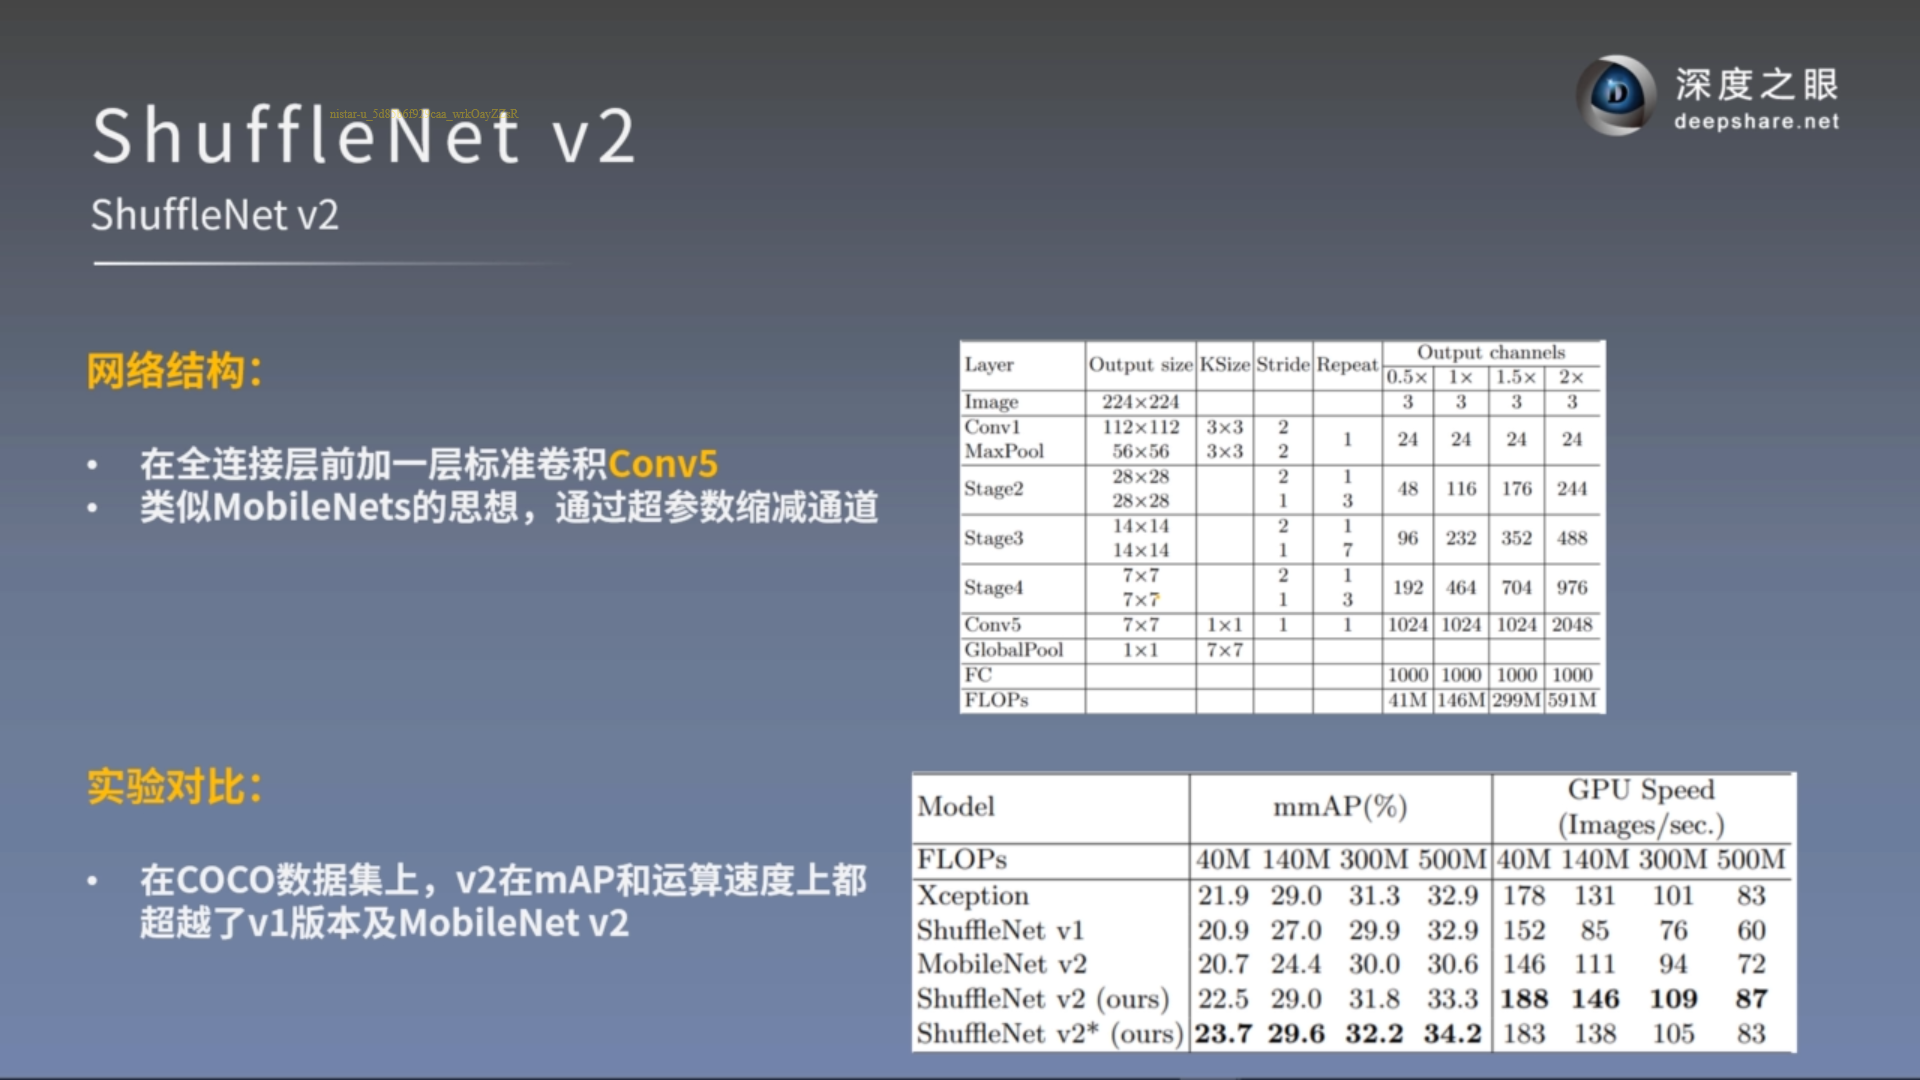 深度之眼
deepshare.net
ShuffleNet v2
ShuffleNet v2
网络结构：
• 在全连接层前加一层标准卷积Conv5
• 类似MobileNets的思想，通过超参数缩减通道
Layer Output size KSize Stride Repeat Output channels
0.5× 1× 1.5× 2×
Image 224×224 3 3 3 3
Conv1 112×112 3×3 2
MaxPool 56×56 3×3 2
1 24 24 24 24
Stage2
28×28 2 1
28×28 1 3
48 116 176 244
Stage3
14×14 2 1
14×14 1 7
96 232 352 488
Stage4
7×7 2 1
7×7 1 3
192 464 704 976
Conv5 7×7 1×1 1 1 1024 1024 1024 2048
GlobalPool 1×1 7×7
FC 1000 1000 1000 1000
FLOPs 41M 146M 299M 591M
实验对比：
• 在COCO数据集上，v2在mAP和运算速度上都
超越了v1版本及MobileNet v2
Model mmAP(%) GPU Speed
(Images/sec.)
FLOPs 40M 140M 300M 500M 40M 140M 300M 500M
Xception 21.9 29.0 31.3 32.9 178 131 101 83
ShuffleNet v1 20.9 27.0 29.9 32.9 152 85 76 60
MobileNet v2 20.7 24.4 30.0 30.6 146 111 94 72
ShuffleNet v2 (ours) 22.5 29.0 31.8 33.3 188 146 109 87
ShuffleNet v2* (ours) 23.7 29.6 32.2 34.2 183 138 105 83